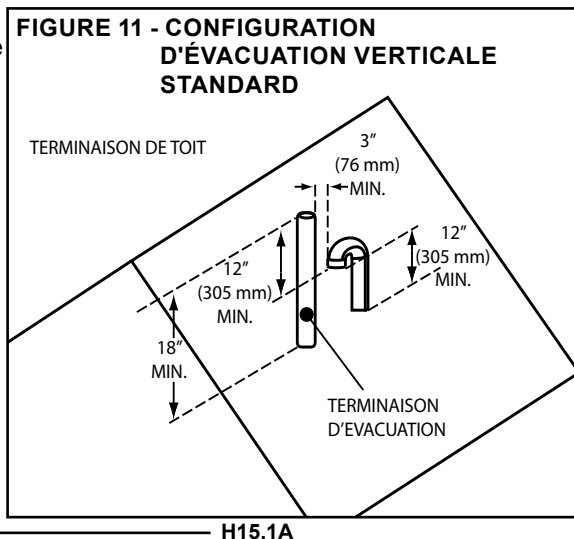 e
FIGURE 11 - CONFIGURATION
D'ÉVACUATION VERTICALE
STANDARD
TERMINAISON DE TOIT
3"
(76 mm)
MIN.
12"
(305 mm)
MIN.
12"
(305 mm)
MIN.
18"
MIN.
TERMINAISON
D'EVACUATION
H15.1A